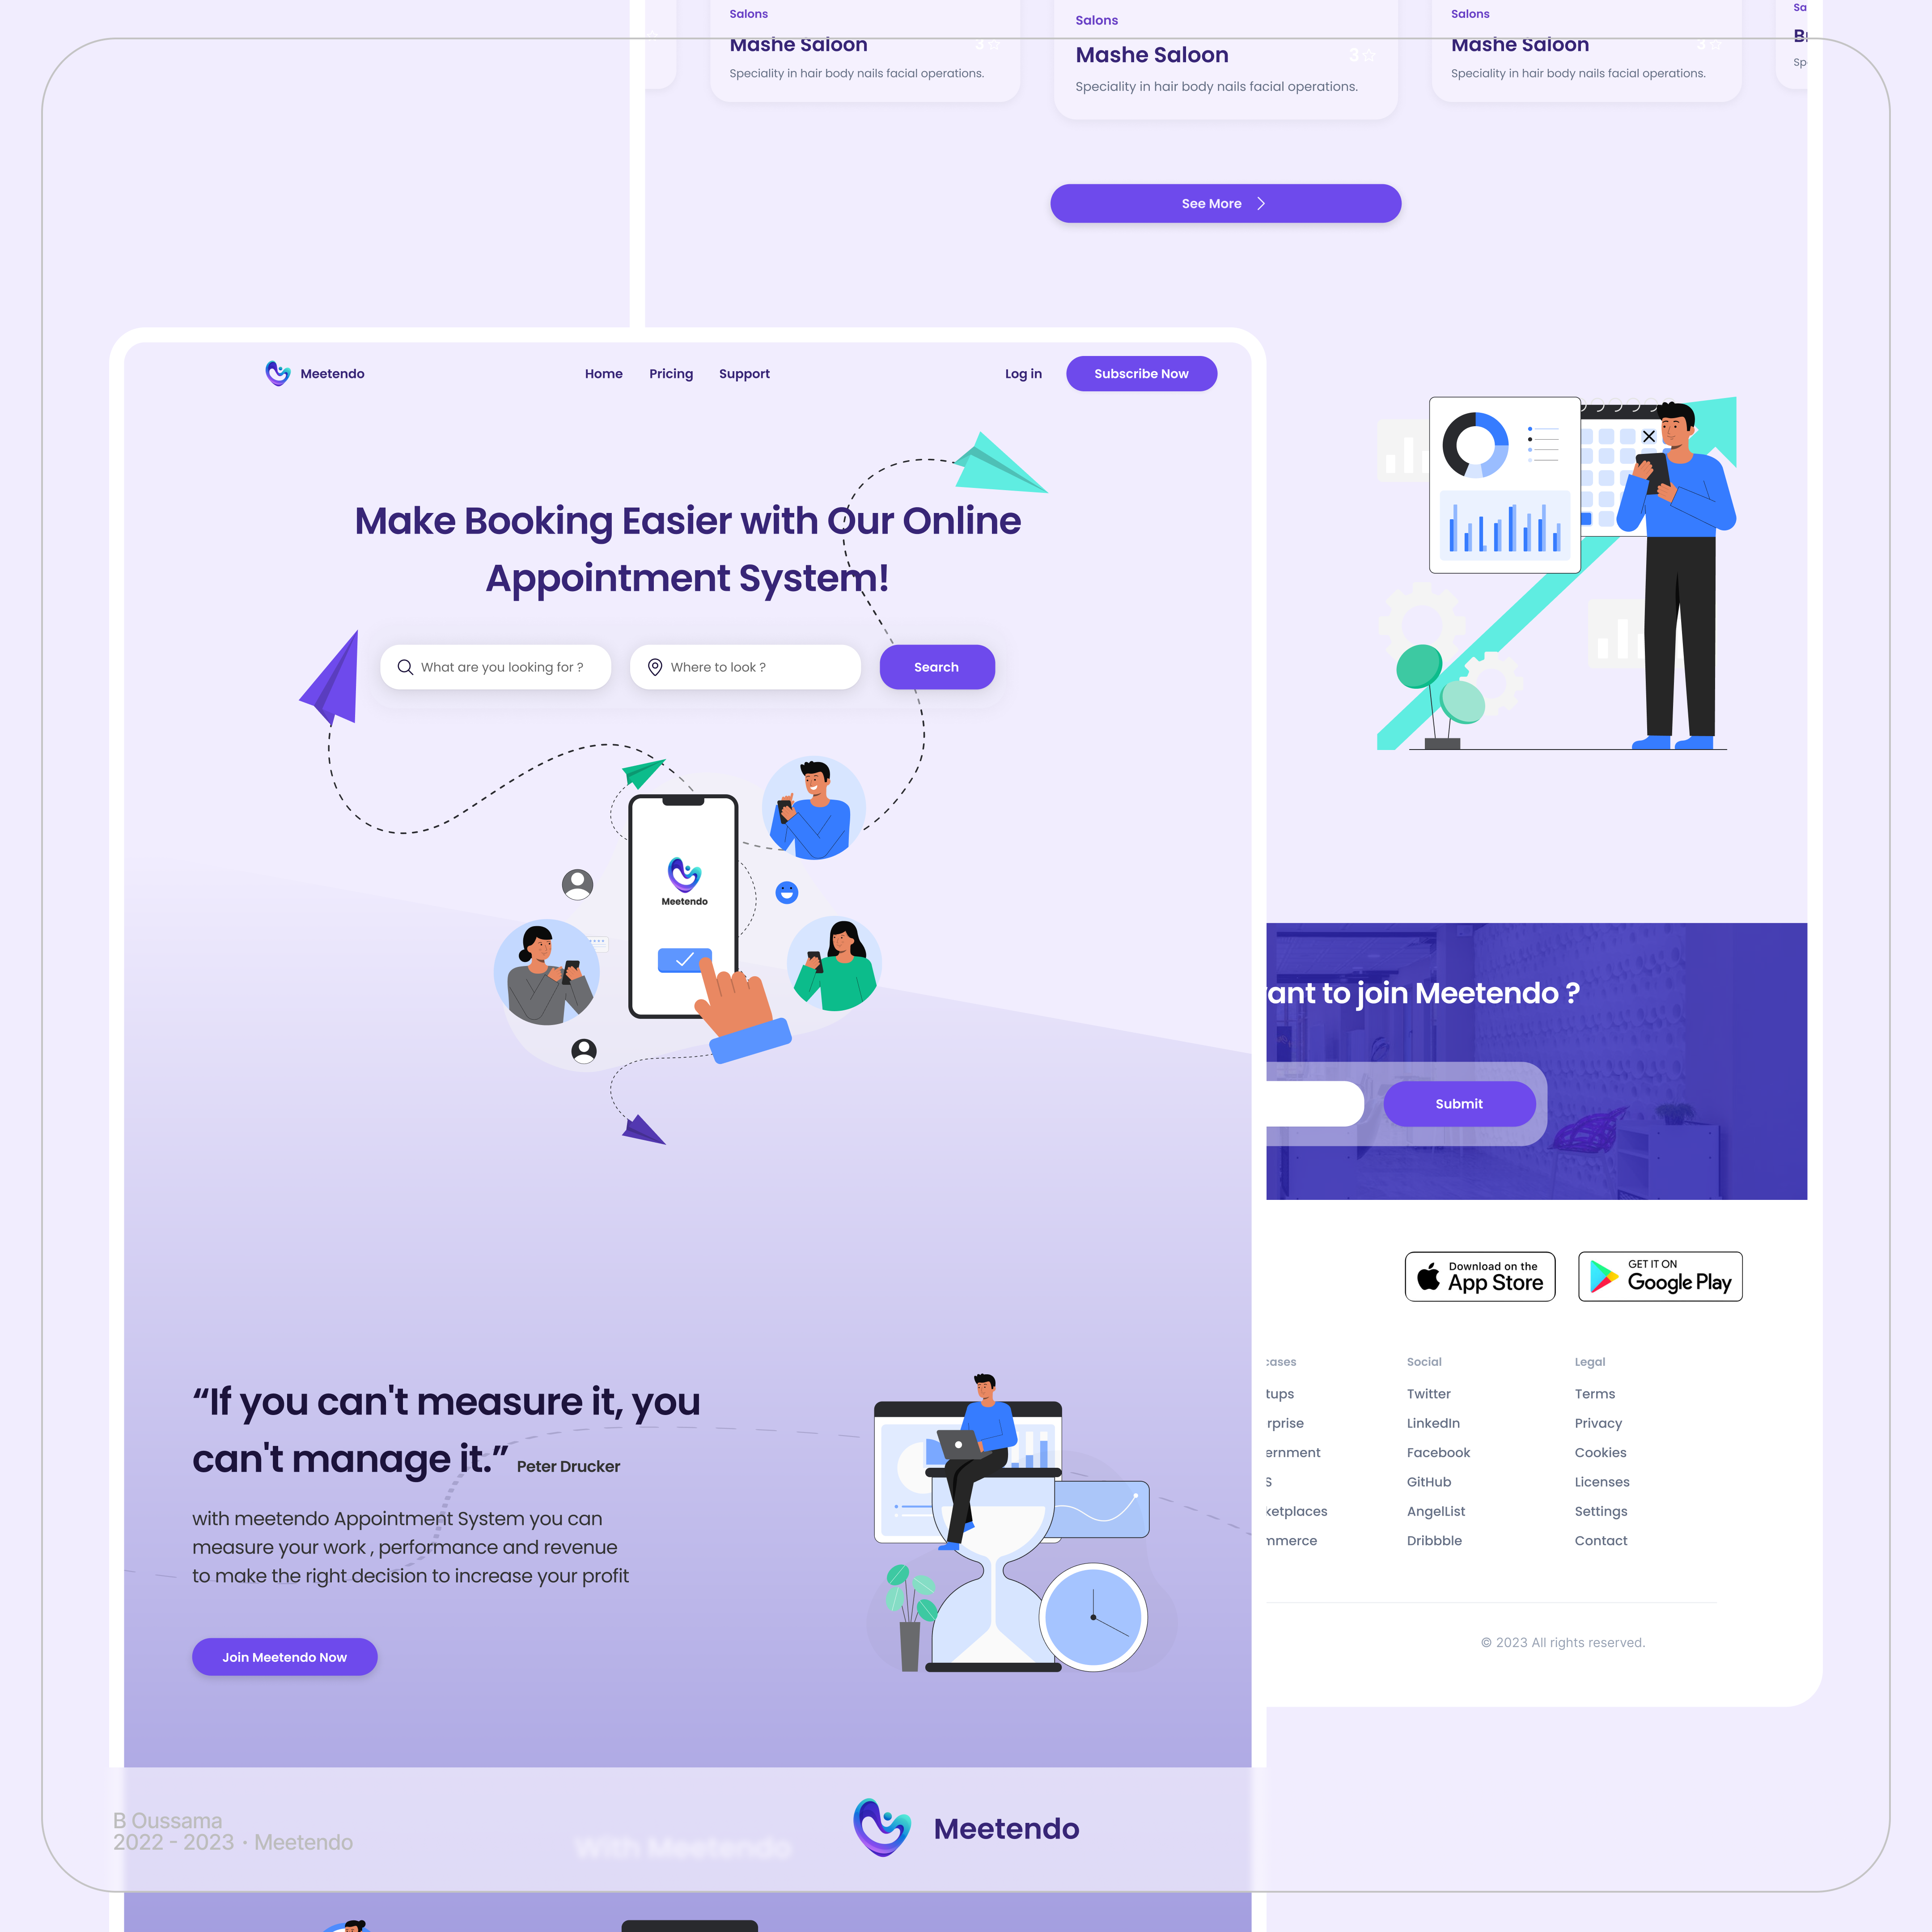 Salons
Mashe Saloon
3
Speciality in hair body nails facial operations.
Salons
Mashe Saloon
3
Speciality in hair body nails facial operations.
Salons
Mashe Saloon
3
Speciality in hair body nails facial operations.
See More
Meetendo
Home Pricing Support
Log in
Subscribe Now
Make Booking Easier with Our Online
Appointment System!
What are you looking for ?
Where to look ?
Search
Meetendo
ant to join Meetendo ?
Submit
Download on the
App Store
GET IT ON
Google Play
“If you can't measure it, you
can't manage it.” Peter Drucker
with meetendo Appointment System you can
measure your work , performance and revenue
to make the right decision to increase your profit
Join Meetendo Now
cases
tups
rprise
ernment
S
ketplaces
mmerce
Social
Twitter
LinkedIn
Facebook
GitHub
AngelList
Dribbble
Legal
Terms
Privacy
Cookies
Licenses
Settings
Contact
© 2023 All rights reserved.
B Oussama
2022 - 2023 · Meetendo
With Meetendo
Meetendo